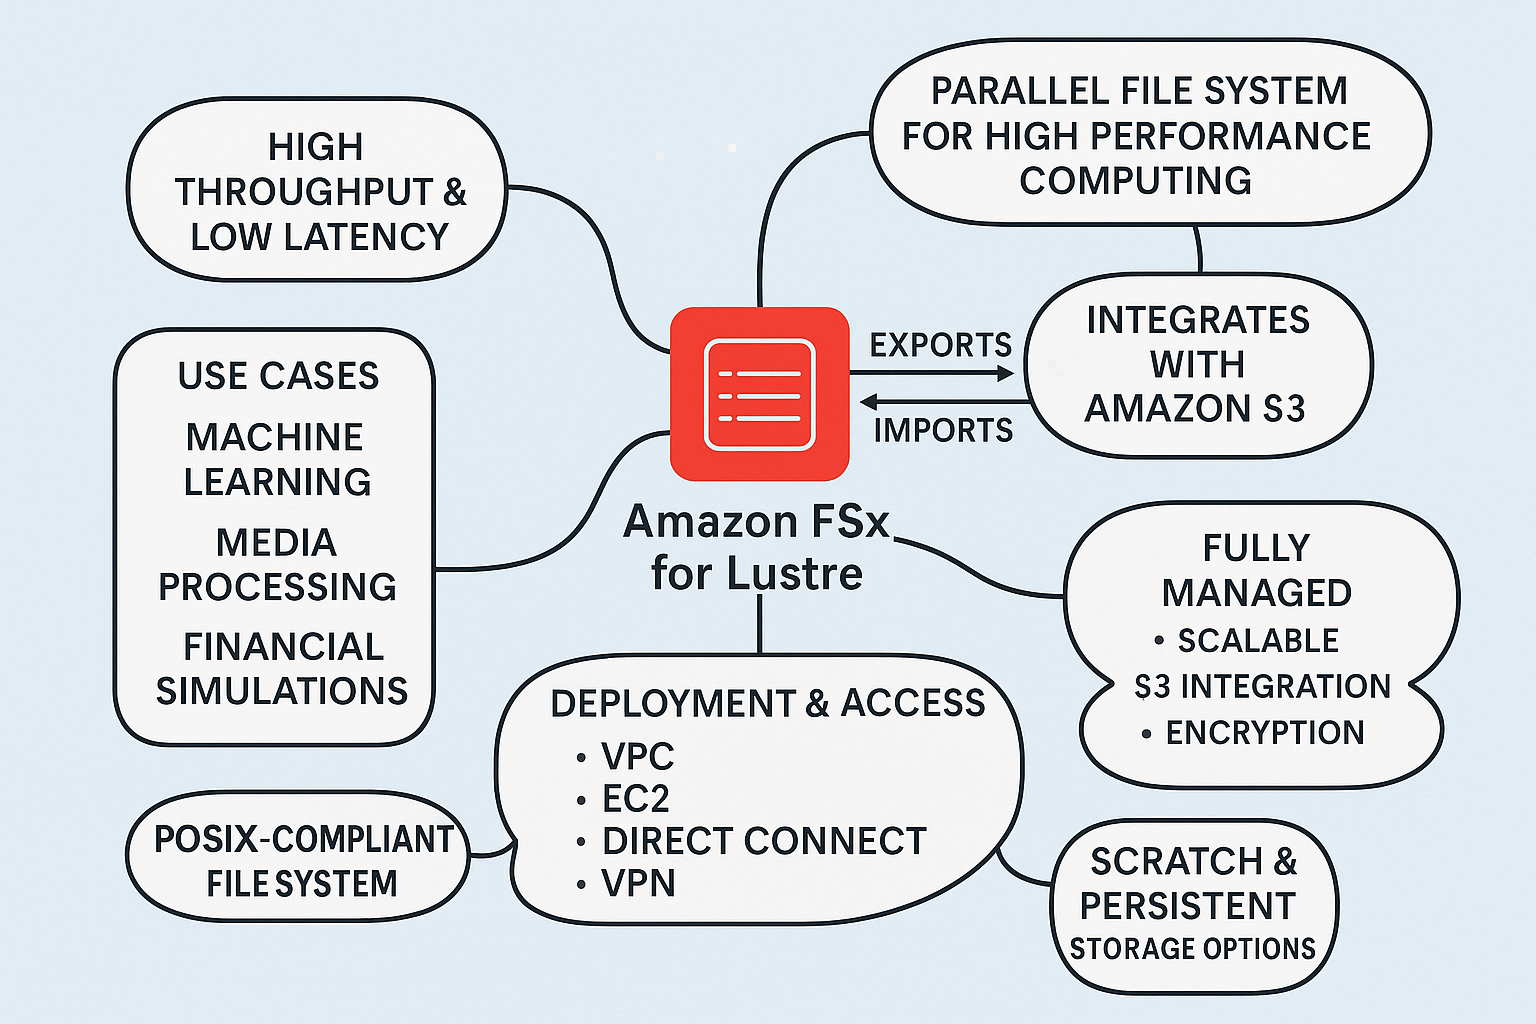 HIGH
THROUGHPUT &
LOW LATENCY
PARALLEL FILE SYSTEM
FOR HIGH PERFORMANCE
COMPUTING
USE CASES
MACHINE
LEARNING
MEDIA
PROCESSING
FINANCIAL
SIMULATIONS
EXPORTS
IMPORTS
INTEGRATES
WITH
AMAZON S3
Amazon FSx
for Lustre
FULLY
MANAGED
• SCALABLE
S3 INTEGRATION
• ENCRYPTION
DEPLOYMENT & ACCESS
• VPC
• EC2
• DIRECT CONNECT
• VPN
POSIX-COMPLIANT
FILE SYSTEM
SCRATCH &
PERSISTENT
STORAGE OPTIONS